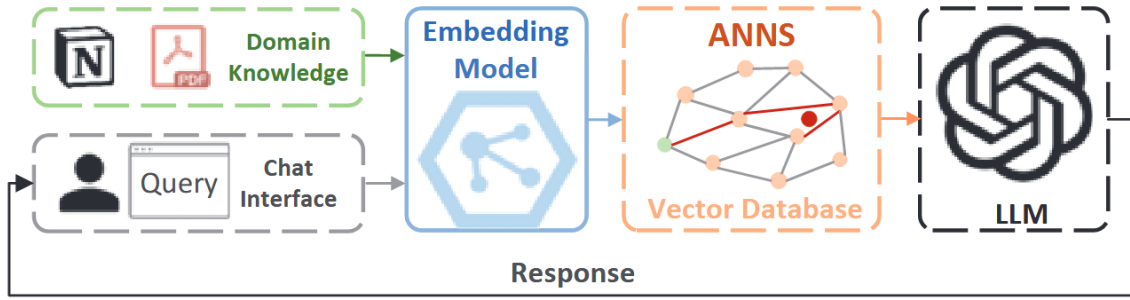 N
PDF
Domain
Knowledge
Query
Chat
Interface
Embedding
Model
ANNS
Vector Database
LLM
Response